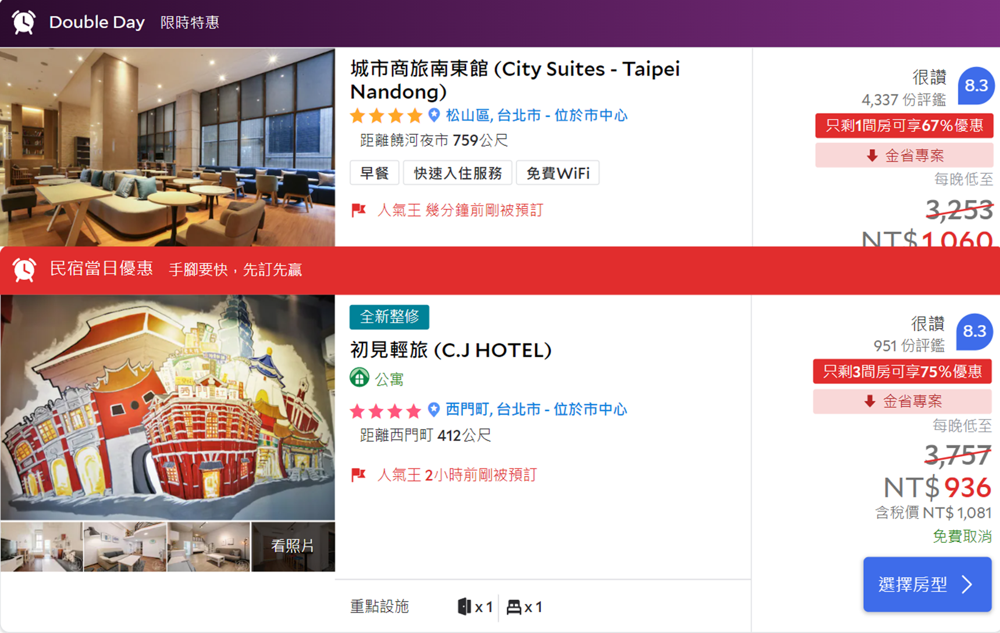 Double Day 限時特惠
城市商旅南東館 (City Suites - Taipei
Nandong)
松山區, 台北市 - 位於市中心
距離饒河夜市 759公尺
早餐 快速入住服務 免費WiFi
人氣王 幾分鐘前剛被預訂
很讚 8.3
4,337 份評鑑
只剩1間房可享67%優惠
金省專案
每晚低至
3,253
NT$ 1,060
民宿當日優惠 手腳要快，先訂先贏
西門紅樓
看照片
全新整修
初見輕旅 (C.J HOTEL)
公寓
西門町, 台北市 - 位於市中心
距離西門町 412公尺
人氣王 2小時前剛被預訂
重點設施 x 1 x 1
很讚 8.3
951 份評鑑
只剩3間房可享75%優惠
金省專案
每晚低至
3,757
NT$ 936
含稅價 NT$ 1,081
免費取消
選擇房型